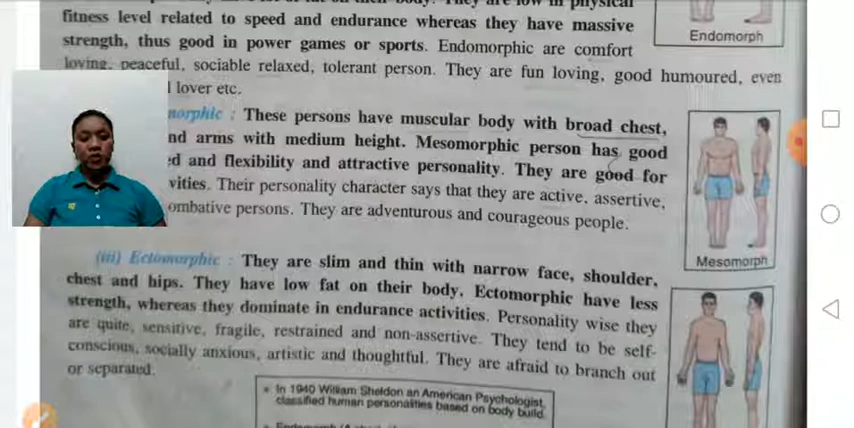 fitness level related to speed and endurance whereas they have massive
strength, thus good in power games or sports. Endomorphic are comfort
loving, peaceful, sociable relaxed, tolerant person. They are fun loving, good humoured, even
lover etc.
Endomorph
morphic : These persons have muscular body with broad chest,
nd arms with medium height. Mesomorphic person has good
ed and flexibility and attractive personality. They are good for
vities. Their personality character says that they are active, assertive,
ombative persons. They are adventurous and courageous people.
Mesomorph
(iii) Ectomorphic : They are slim and thin with narrow face, shoulder,
chest and hips. They have low fat on their body. Ectomorphic have less
strength, whereas they dominate in endurance activities. Personality wise they
are quite, sensitive, fragile, restrained and non-assertive. They tend to be self-
conscious, socially anxious, artistic and thoughtful. They are afraid to branch out
or separated.
• In 1940 William Sheldon an American Psychologist,
classified human personalities based on body build.